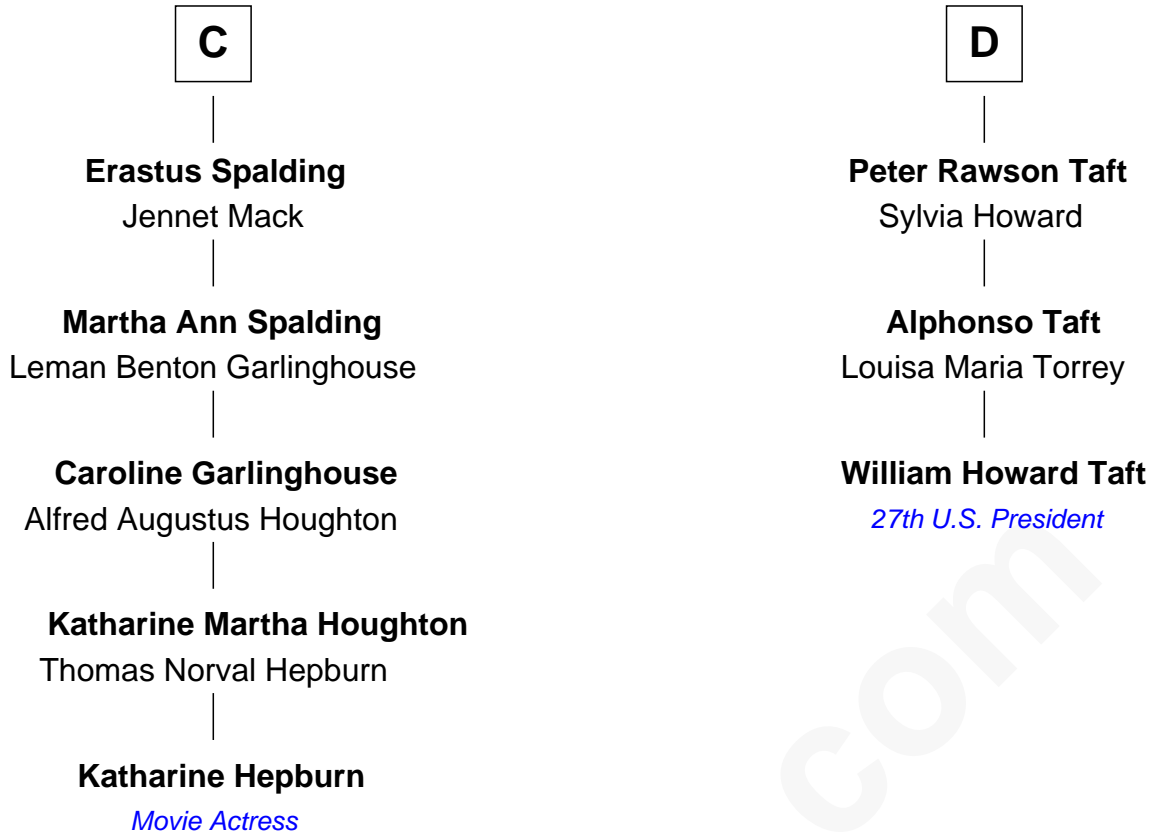 C
Erastus Spalding
Jennet Mack
Martha Ann Spalding
Leman Benton Garlinghouse
Caroline Garlinghouse
Alfred Augustus Houghton
Katharine Martha Houghton
Thomas Norval Hepburn
Katharine Hepburn
Movie Actress
D
Peter Rawson Taft
Sylvia Howard
Alphonso Taft
Louisa Maria Torrey
William Howard Taft
27th U.S. President
com